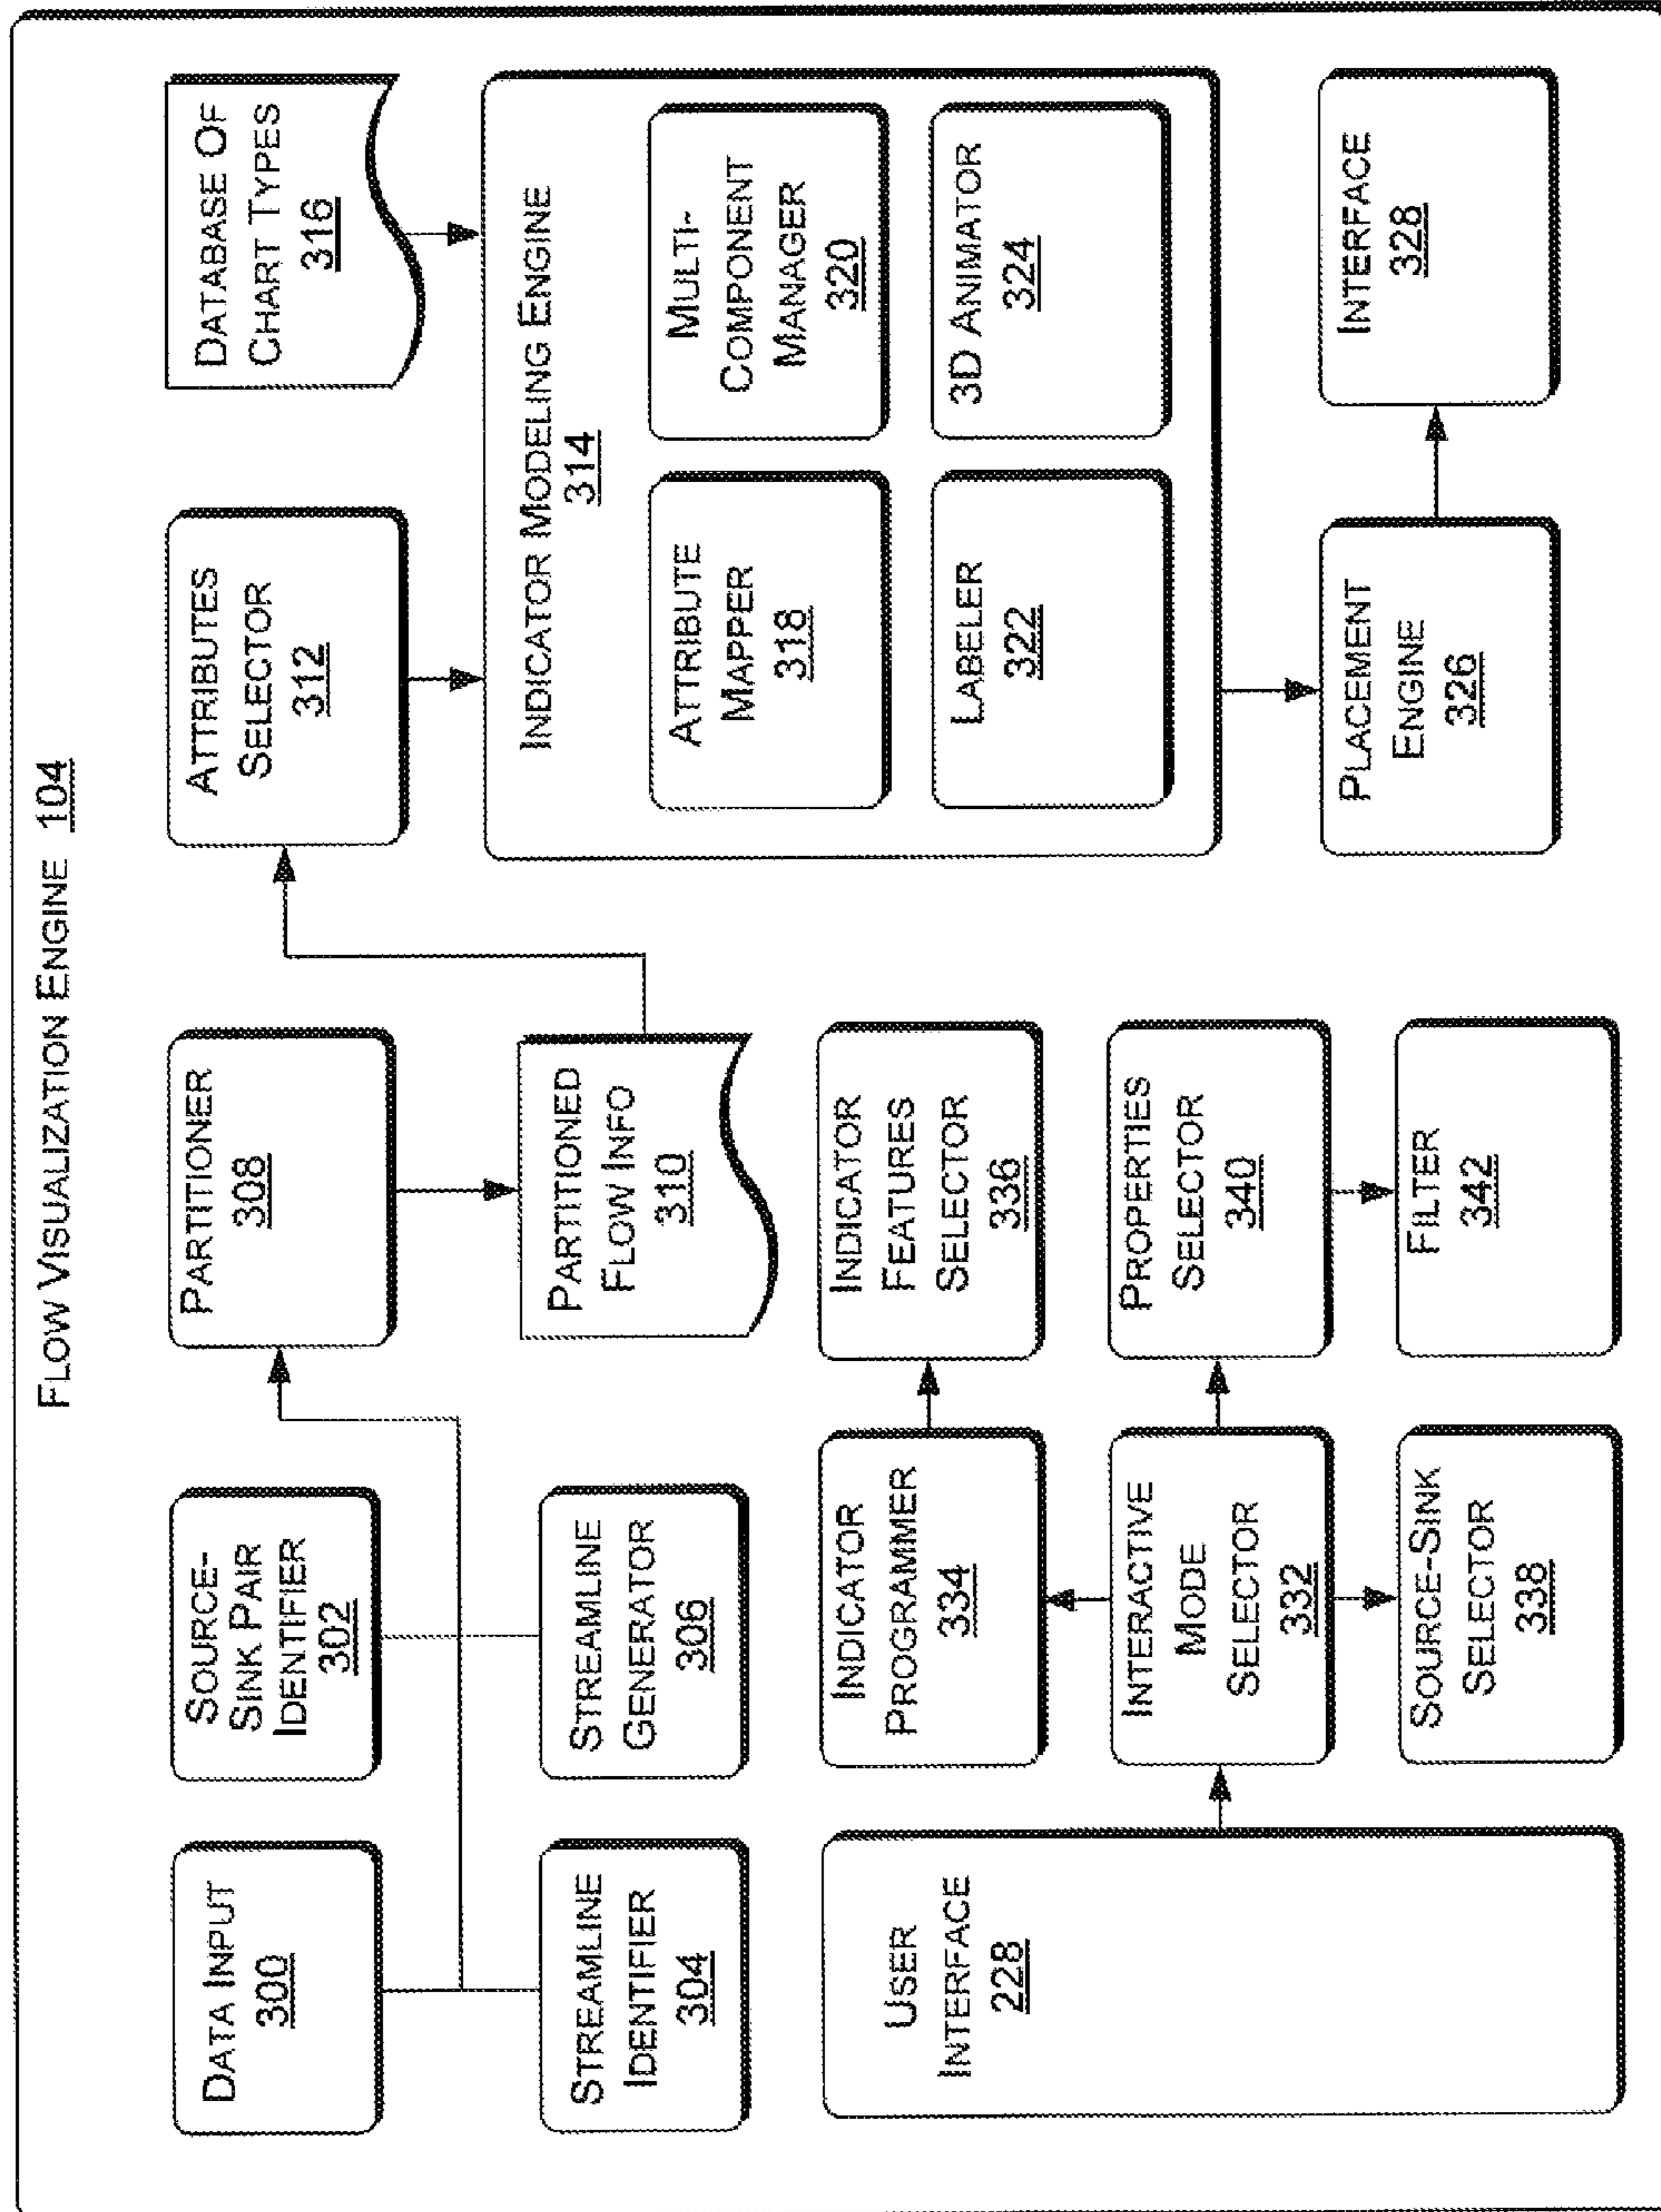 FLOW VISUALIZATION ENGINE 104
DATA INPUT
300
SOURCE-
SINK PAIR
IDENTIFIER
302
STREAMLINE
IDENTIFIER
304
STREAMLINE
GENERATOR
306
PARTITIONER
308
PARTITIONED
FLOW INFO
310
ATTRIBUTES
SELECTOR
312
DATABASE OF
CHART TYPES
316
INDICATOR MODELING ENGINE
314
ATTRIBUTE
MAPPER
318
MULTI-
COMPONENT
MANAGER
320
LABELER
322
3D ANIMATOR
324
PLACEMENT
ENGINE
326
INTERFACE
328
USER
INTERFACE
228
INDICATOR
PROGRAMMER
334
INDICATOR
FEATURES
SELECTOR
336
INTERACTIVE
MODE
SELECTOR
332
PROPERTIES
SELECTOR
340
SOURCE-SINK
SELECTOR
338
FILTER
342